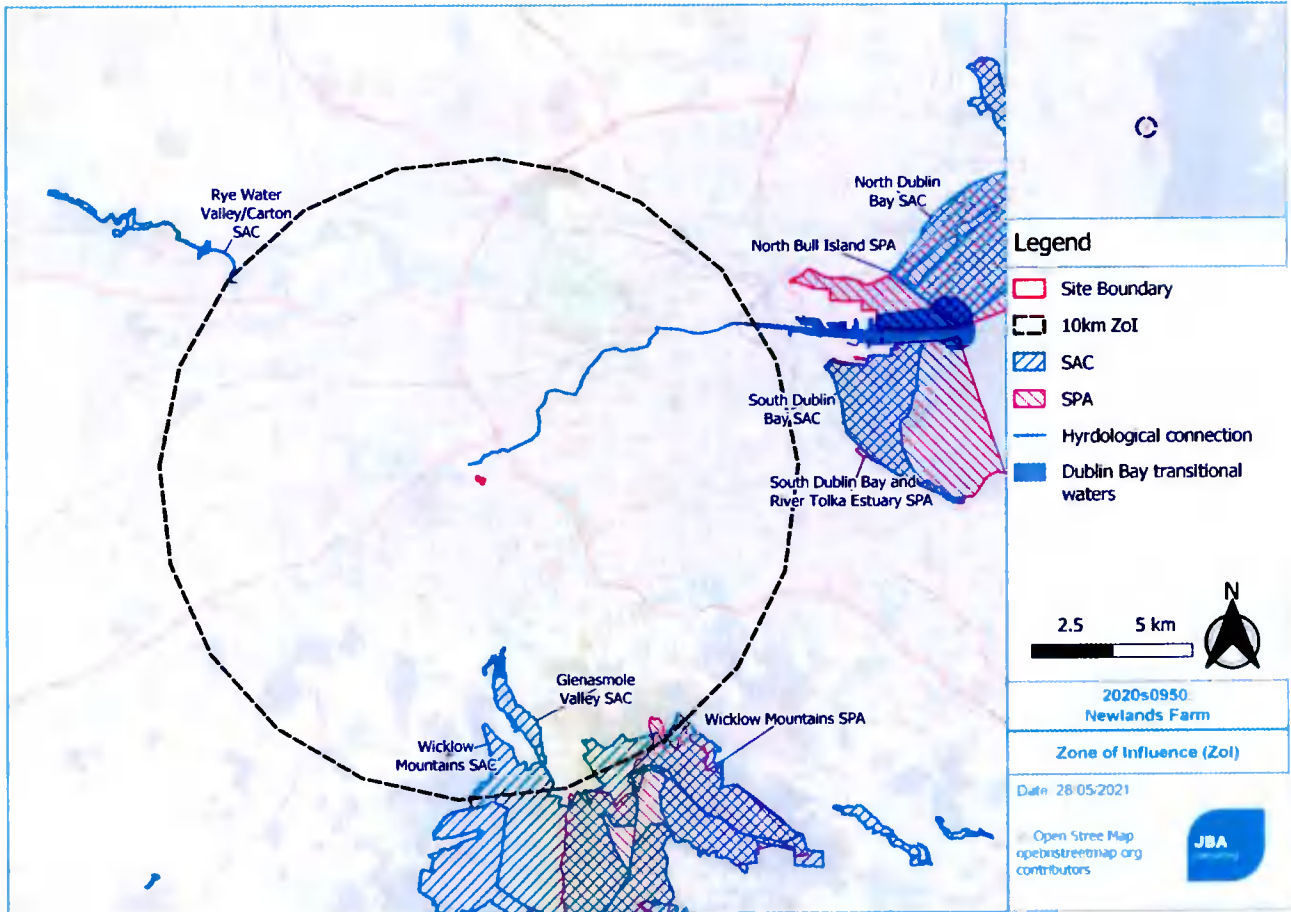 Rye Water
Valley/Carton
SAC
North Dublin
Bay SAC
North Bull Island SPA
South Dublin
Bay SAC
South Dublin Bay and
River Tolka Estuary SPA
Glenasmole
Valley SAC
Wicklow
Mountains SAC
Wicklow Mountains SPA
Legend
Site Boundary
10km ZoI
SAC
SPA
Hyrdological connection
Dublin Bay transitional
waters
N
2.5 5 km
2020s0950
Newlands Farm
Zone of Influence (ZoI)
Date 28/05/2021
Open Stree Map
openstreetmap org
contributors
JBA